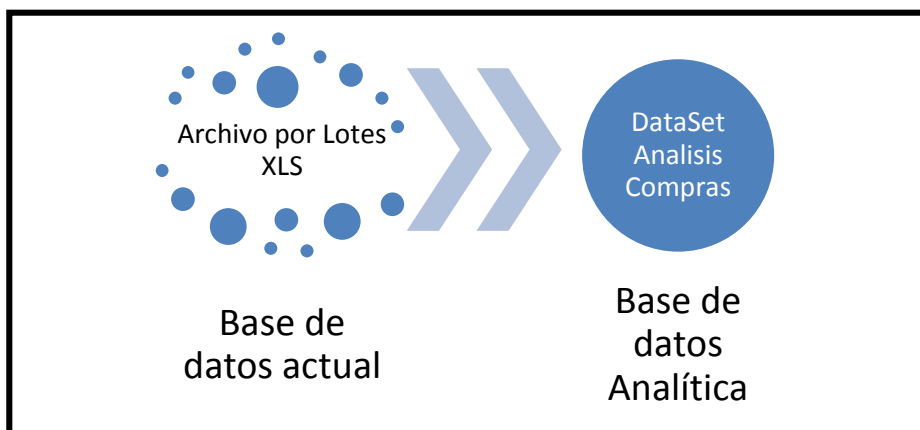 Archivo por Lotes
XLS
DataSet
Analisis
Compras
Base de
datos actual
Base de
datos
Analítica